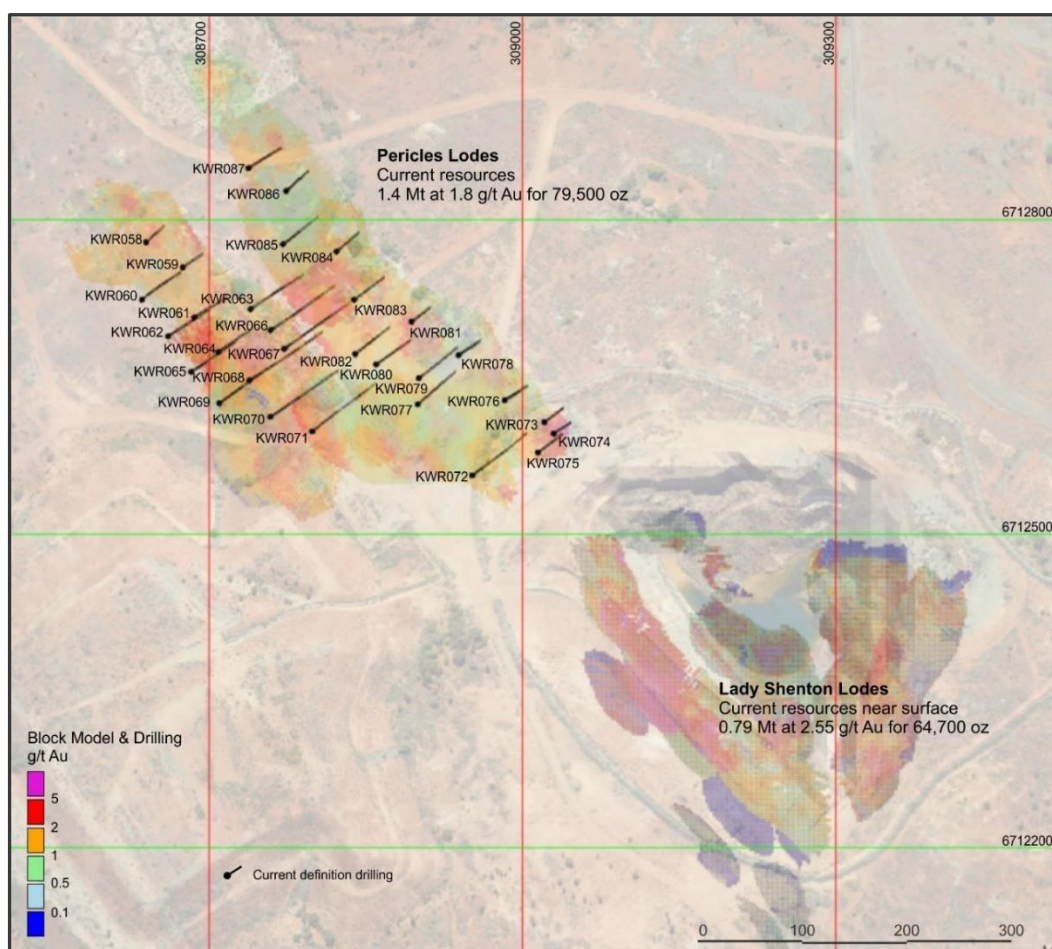 308700
309000
309300
Pericles Lodes
Current resources
1.4 Mt at 1.8 g/t Au for 79,500 oz
KWR087
KWR086
6712800
KWR058
KWR085
KWR084
KWR059
KWR060
KWR063
KWR061
KWR083
KWR062
KWR066
KWR081
KWR064
KWR067
KWR082
KWR078
KWR065
KWR068
KWR080
KWR079
KWR069
KWR076
KWR070
KWR077
KWR071
KWR073
KWR074
KWR075
KWR072
6712500
Lady Shenton Lodes
Current resources near surface
0.79 Mt at 2.55 g/t Au for 64,700 oz
Block Model & Drilling
g/t Au
5
2
1
0.5
0.1
Current definition drilling
6712200
0 100 200 300